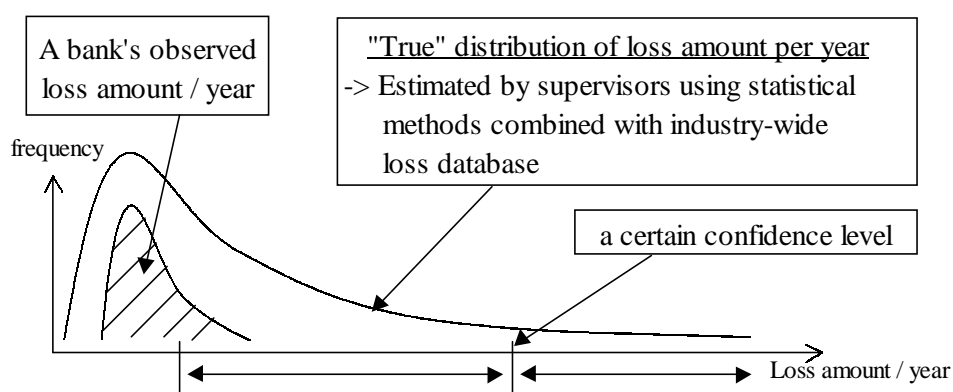 A bank's observed
loss amount / year
"True" distribution of loss amount per year
-> Estimated by supervisors using statistical
methods combined with industry-wide
loss database
frequency
a certain confidence level
Loss amount / year